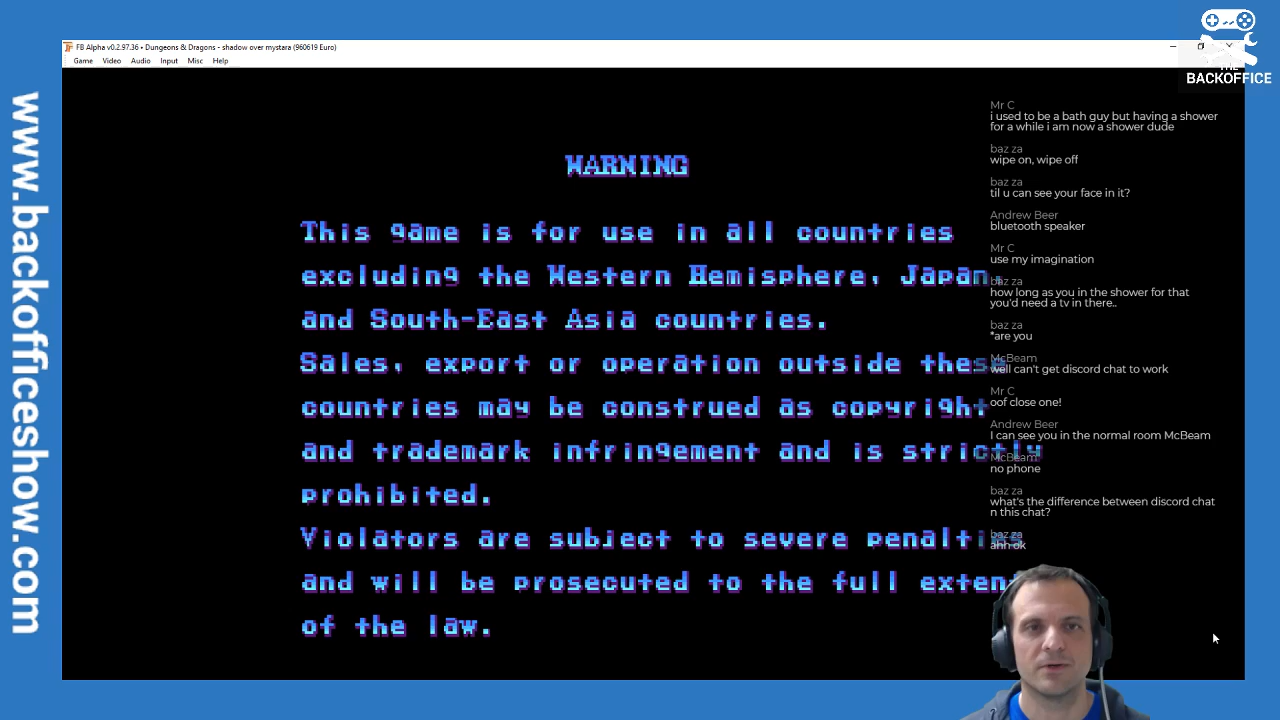 FB Alpha v0.2.97.36 • Dungeons & Dragons - shadow over mystara (960619 Euro)
Game Video Audio Input Misc Help
THE
BACKOFFICE
www.backofficeshow.com
WARNING
This game is for use in all countries
excluding the Western Hemisphere, Japan,
and South-East Asia countries.
Sales, export or operation outside these
countries may be construed as copyright
and trademark infringement and is strictly
prohibited.
Violators are subject to severe penalties
and will be prosecuted to the full extent
of the law.
Mr C
i used to be a bath guy but having a shower
for a while i am now a shower dude
baz za
wipe on, wipe off
baz za
til u can see your face in it?
Andrew Beer
bluetooth speaker
Mr C
use my imagination
baz za
how long as you in the shower for that
you'd need a tv in there..
baz za
*are you
McBeam
well can't get discord chat to work
Mr C
oof close one!
Andrew Beer
I can see you in the normal room McBeam
McBeam
no phone
baz za
what's the difference between discord chat
n this chat?
baz za
ahh ok